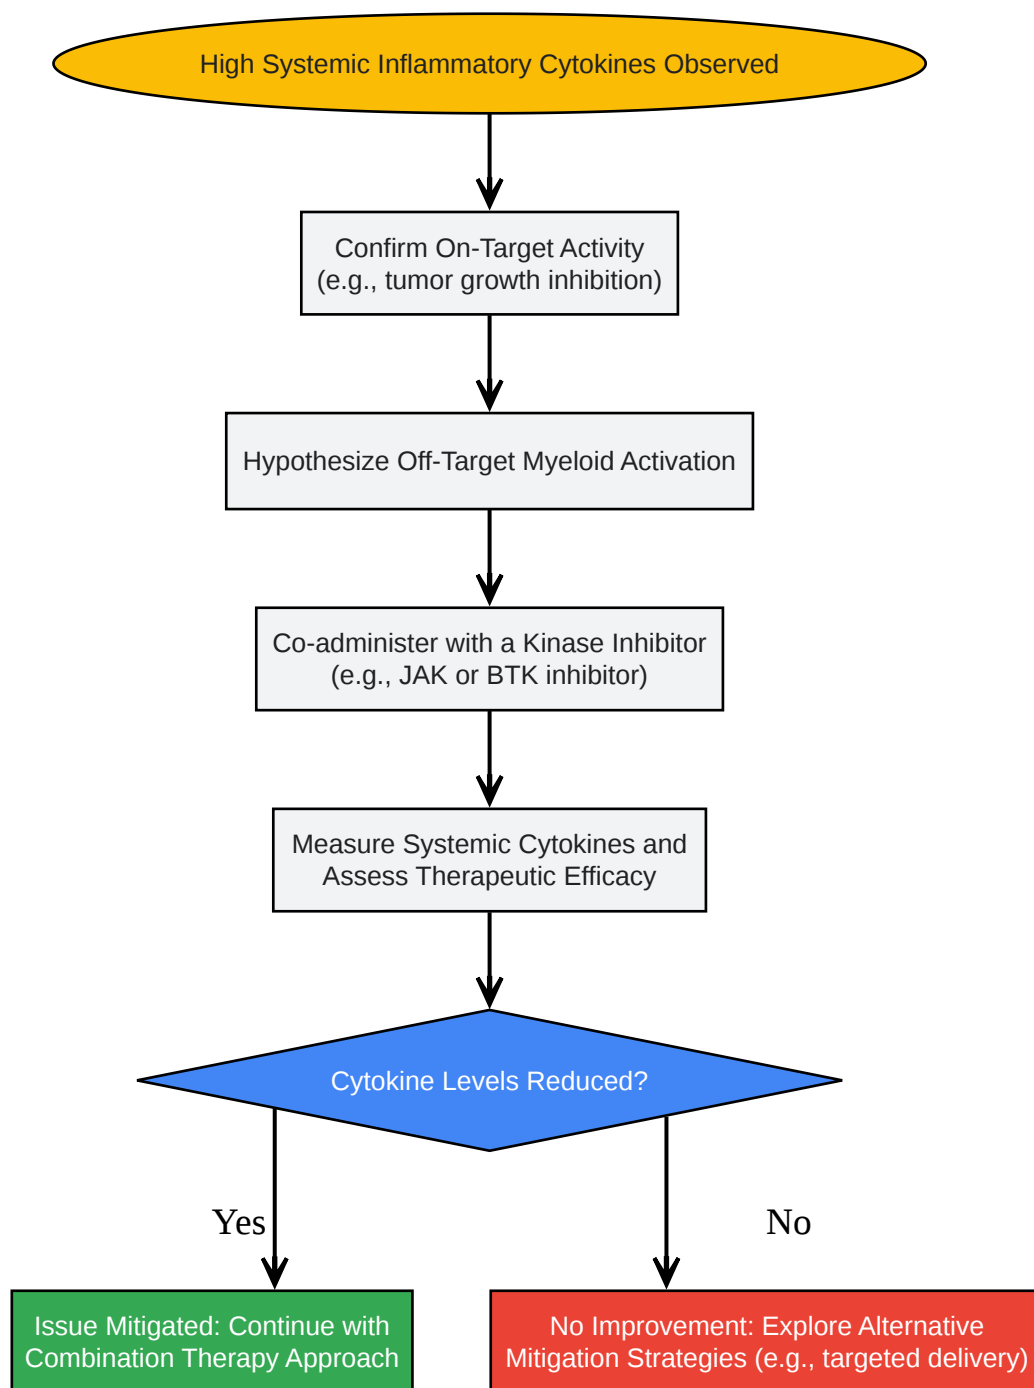 High Systemic Inflammatory Cytokines Observed
Confirm On-Target Activity
(e.g., tumor growth inhibition)
Hypothesize Off-Target Myeloid Activation
Co-administer with a Kinase Inhibitor
(e.g., JAK or BTK inhibitor)
Measure Systemic Cytokines and
Assess Therapeutic Efficacy
Cytokine Levels Reduced?
Yes
No
Issue Mitigated: Continue with
Combination Therapy Approach
No Improvement: Explore Alternative
Mitigation Strategies (e.g., targeted delivery)